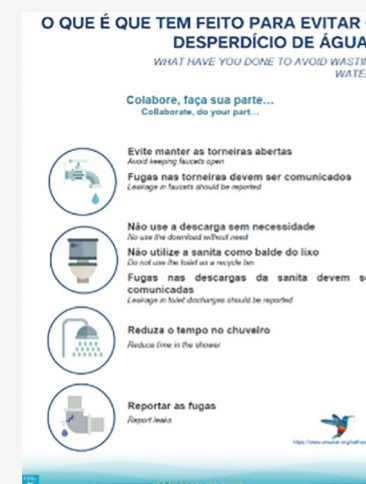 O QUE É QUE TEM FEITO PARA EVITAR
DESPERDÍCIO DE ÁGUA
WHAT HAVE YOU DONE TO AVOID WASTIN
WATE
Colabore, faça sua parte...
Collaborate, do your part...
Evite manter as torneiras abertas
Avoid keeping faucets open
Fugas nas torneiras devem ser comunicados
Leakage in faucets should be reported
Não use a descarga sem necessidade
No use the download without need
Não utilize a sanita como balde do lixo
Do not use the toilet as a recycle bin
Fugas nas descargas da sanita devem se
comunicadas
Leakage in toilet discharges should be reported
Reduza o tempo no chuveiro
Reduce time in the shower
Reportar as fugas
Report leaks